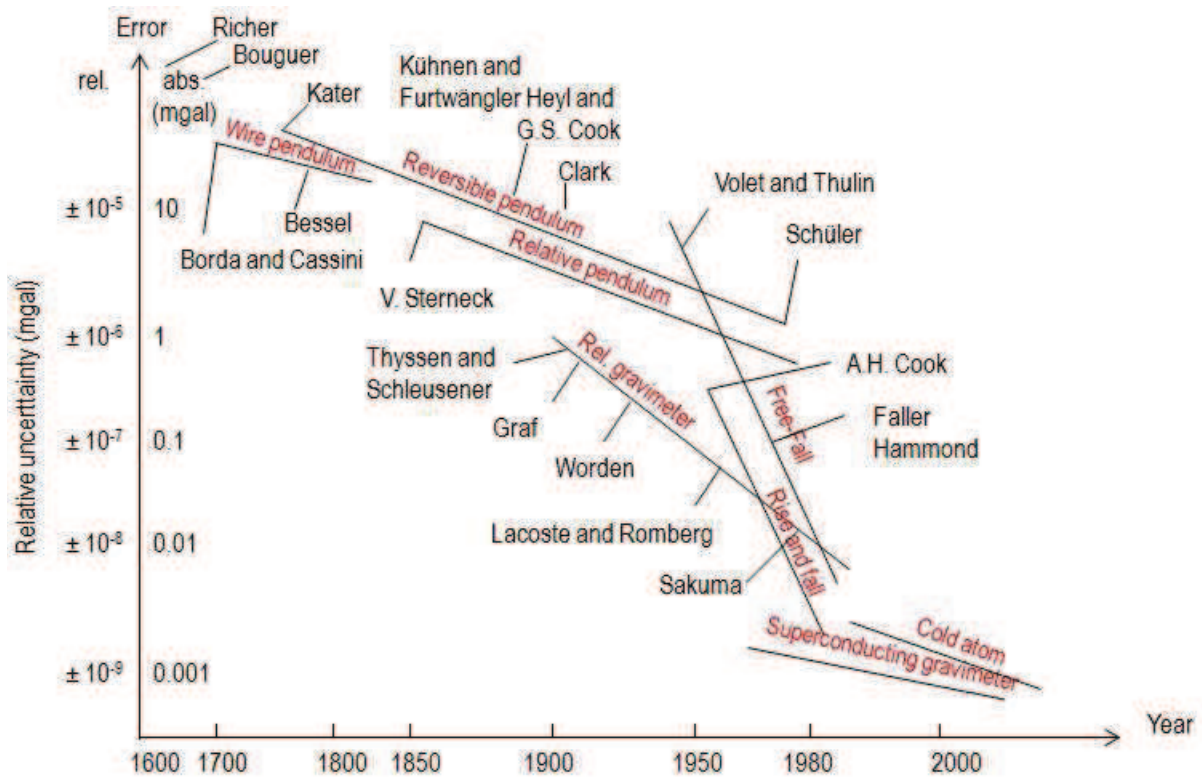 Error
Richer
Bouguer
rel.
abs.
(mgal)
Kater
Kühnen and
Furtwängler Heyl and
G.S. Cook
Wire pendulum
Reversible pendulum
Clark
Volet and Thulin
± 10-5
10
Bessel
Borda and Cassini
Relative pendulum
Schüler
V. Sterneck
Relative uncerttainty (mgal)
± 10-6
1
Thyssen and
Schleusener
Rel. gravimeter
A.H. Cook
Graf
Free-Fall
Faller
Hammond
± 10-7
0.1
Worden
Lacoste and Romberg
Rise and fall
± 10-8
0.01
Sakuma
Cold atom
Superconducting gravimeter
± 10-9
0.001
Year
1600
1700
1800
1850
1900
1950
1980
2000